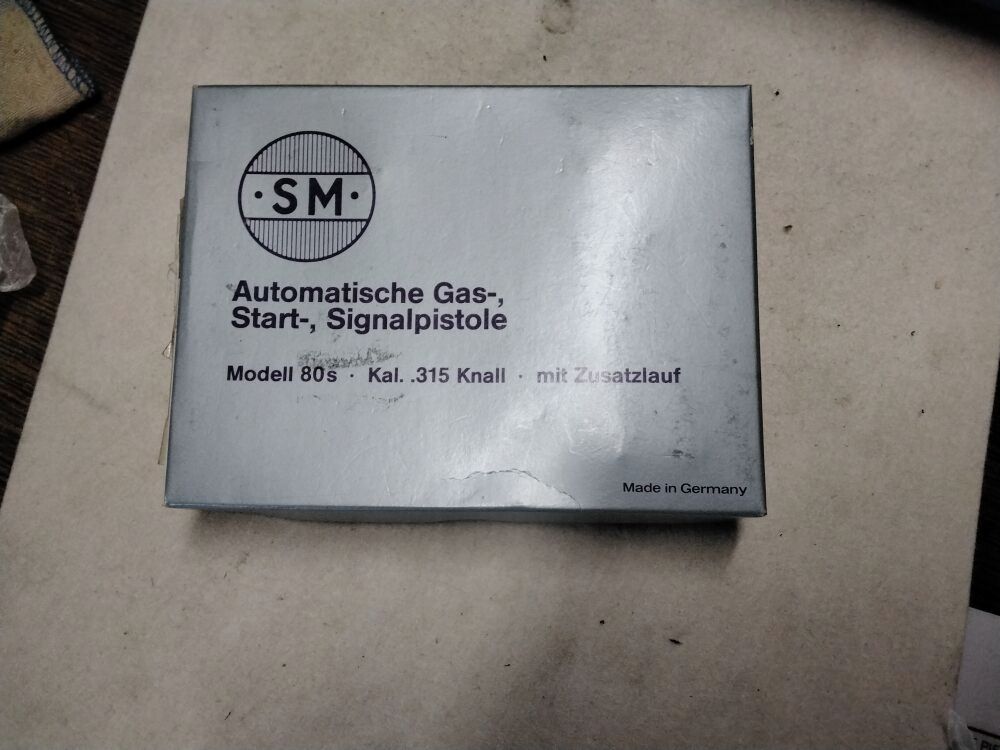 ·SM·
Automatische Gas-,
Start-, Signalpistole
Modell 80s · Kal. .315 Knall · mit Zusatzlauf
Made in Germany